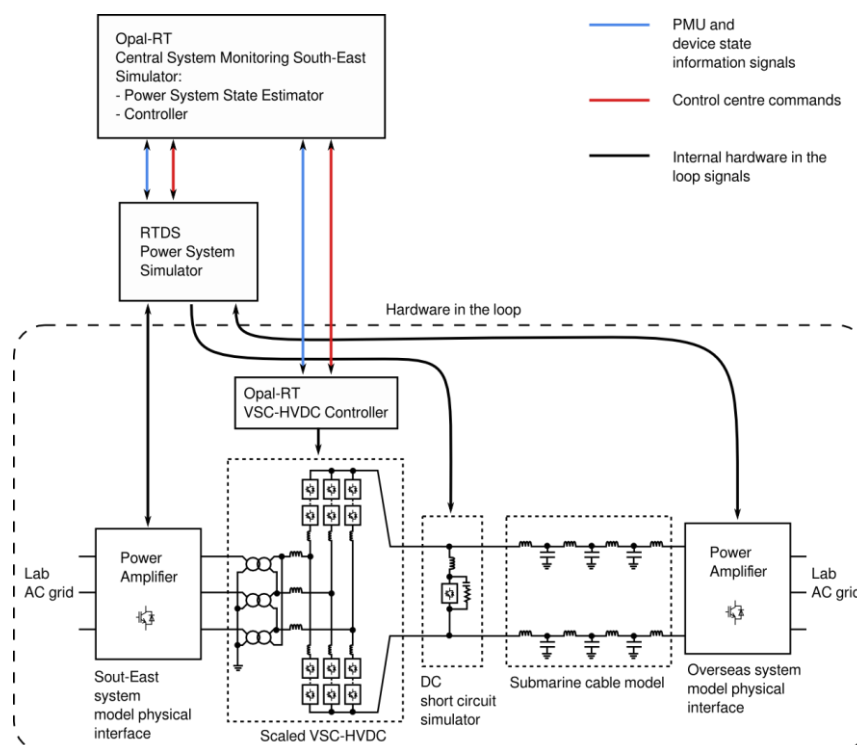 Opal-RT
Central System Monitoring South-East
Simulator:
- Power System State Estimator
- Controller
PMU and
device state
information signals
Control centre commands
Internal hardware in the
loop signals
RTDS
Power System
Simulator
Hardware in the loop
Opal-RT
VSC-HVDC Controller
Power
Amplifier
Lab
AC grid
Sout-East
system
model physical
interface
Scaled VSC-HVDC
DC
short circuit
simulator
Submarine cable model
Power
Amplifier
Lab
AC grid
Overseas system
model physical
interface